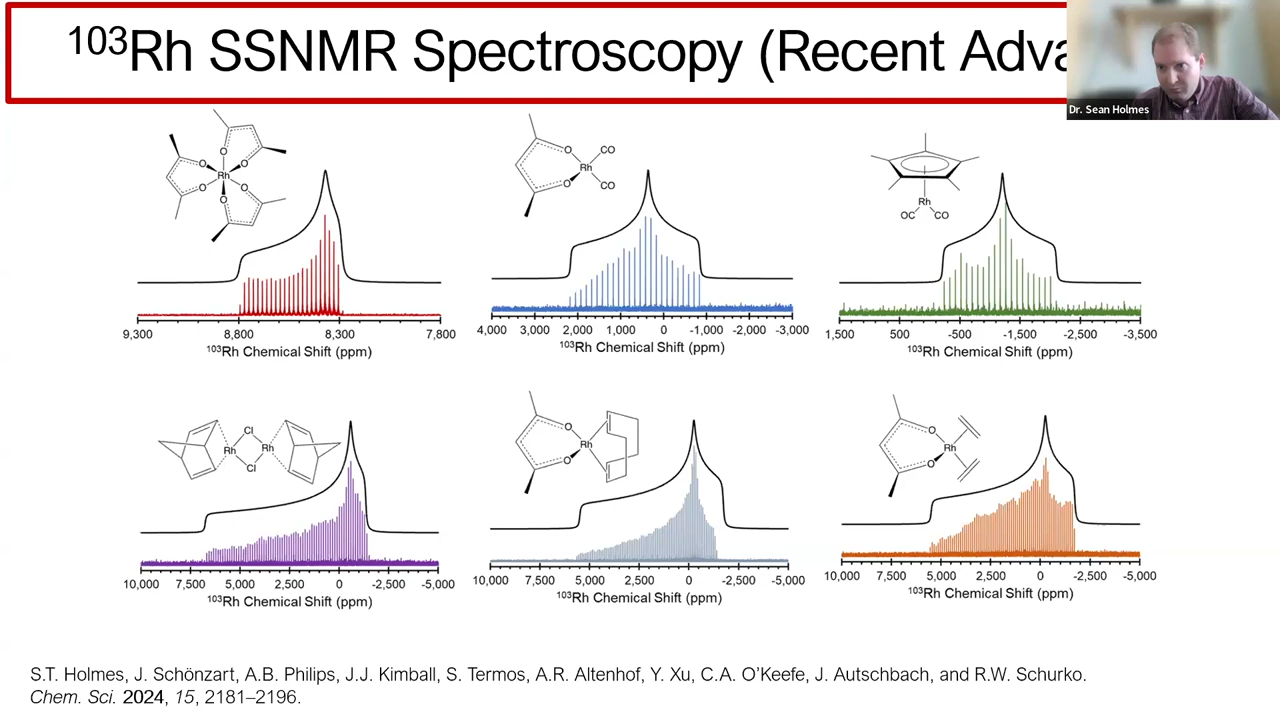 ¹⁰³Rh SSNMR Spectroscopy (Recent Adva
Dr. Sean Holmes
O O O Rh O O O
O Rh O CO CO
Rh OC CO
9,300 8,800 8,300 7,800
¹⁰³Rh Chemical Shift (ppm)
4,000 3,000 2,000 1,000 0 -1,000 -2,000 -3,000
¹⁰³Rh Chemical Shift (ppm)
1,500 500 -500 -1,500 -2,500 -3,500
¹⁰³Rh Chemical Shift (ppm)
Rh Cl Cl Rh
O O Rh
O O Rh
10,000 7,500 5,000 2,500 0 -2,500 -5,000
¹⁰³Rh Chemical Shift (ppm)
10,000 7,500 5,000 2,500 0 -2,500 -5,000
¹⁰³Rh Chemical Shift (ppm)
10,000 7,500 5,000 2,500 0 -2,500 -5,000
¹⁰³Rh Chemical Shift (ppm)
S.T. Holmes, J. Schönzart, A.B. Philips, J.J. Kimball, S. Termos, A.R. Altenhof, Y. Xu, C.A. O'Keefe, J. Autschbach, and R.W. Schurko.
Chem. Sci. 2024, 15, 2181–2196.